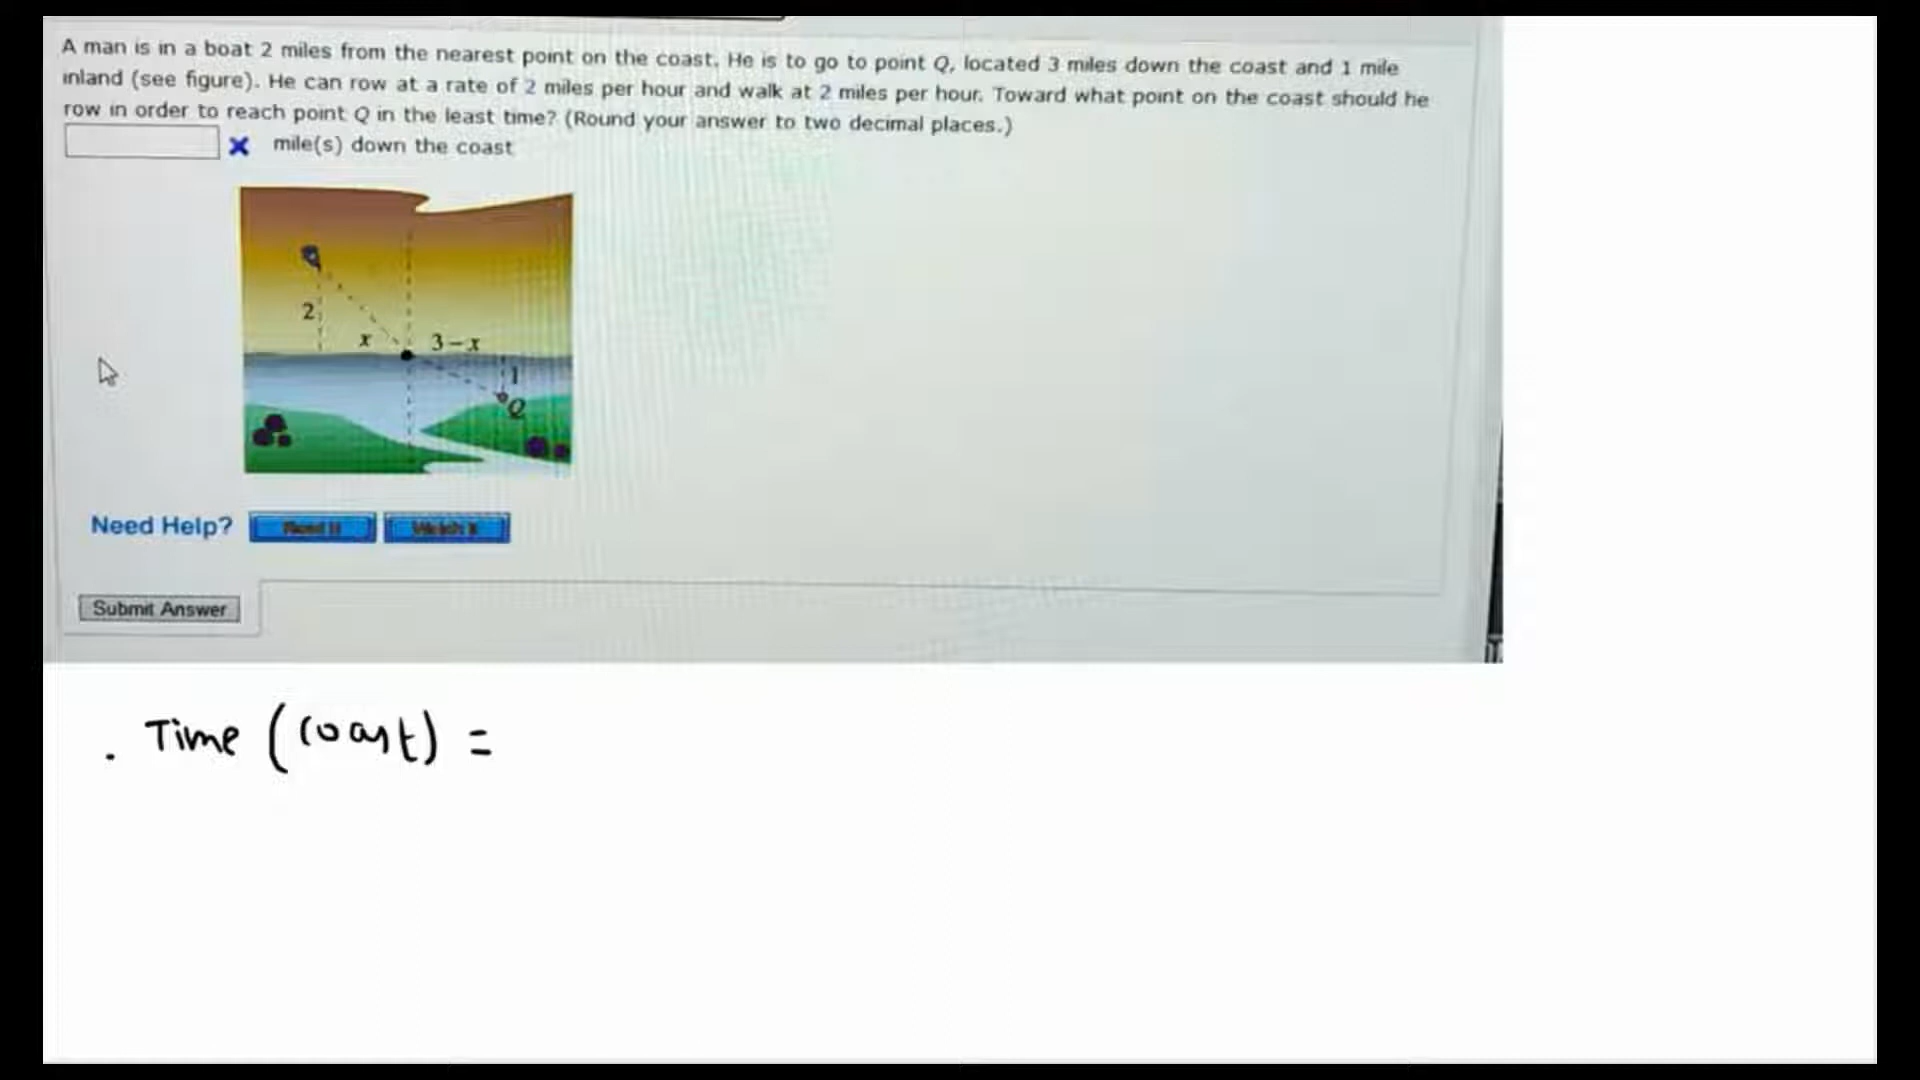 A man is in a boat 2 miles from the nearest point on the coast. He is to go to point Q, located 3 miles down the coast and 1 mile
inland (see figure). He can row at a rate of 2 miles per hour and walk at 2 miles per hour. Toward what point on the coast should he
row in order to reach point Q in the least time? (Round your answer to two decimal places.)
mile(s) down the coast
2
x
3-x
1
Q
Need Help?
Read It
Watch It
Submit Answer
. Time (coast) =